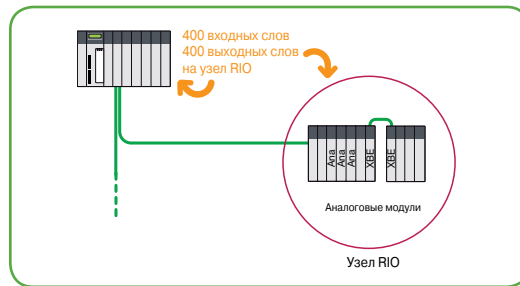 400 входных слов
400 выходных слов
на узел RIO
Ana
Ana
Ana
XBE
XBE
Аналоговые модули
Узел RIO